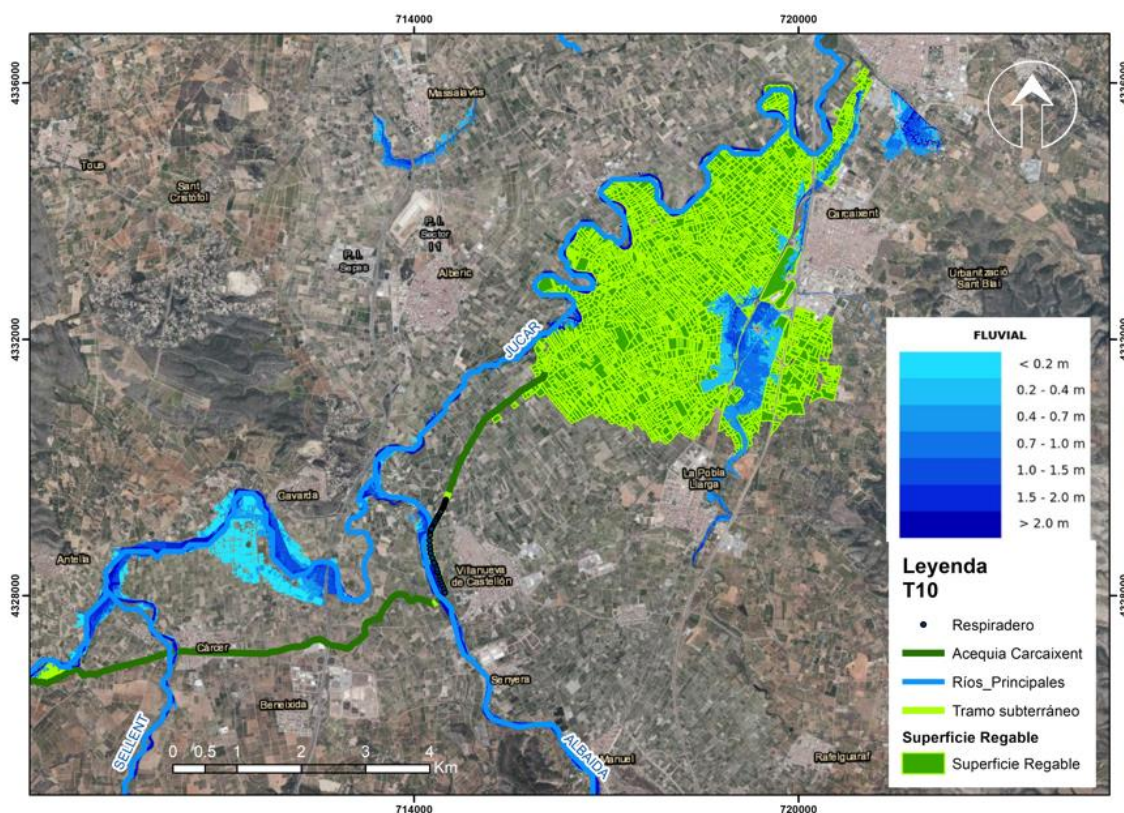 714000
720000
4336000
4336000
Massalavés
Tous
Sant
Cristòfol
Carcaixent
P. I.
Sector
I 1
P. I.
Sepes
Alberic
Urbanització
Sant Blai
JUCAR
4332000
4332000
FLUVIAL
< 0.2 m
0.2 - 0.4 m
0.4 - 0.7 m
0.7 - 1.0 m
1.0 - 1.5 m
1.5 - 2.0 m
> 2.0 m
La Pobla
Llarga
Gavarda
Antella
Villanueva
de Castellón
4328000
4328000
Leyenda
T10
Respiradero
Acequia Carcaixent
Ríos_Principales
Tramo subterráneo
Superficie Regable
Superficie Regable
Càrcer
Beneixida
Senyera
SELLENT
ALBAIDA
Manuel
Rafelguaraf
0 0,5 1 2 3 4
Km
714000
720000